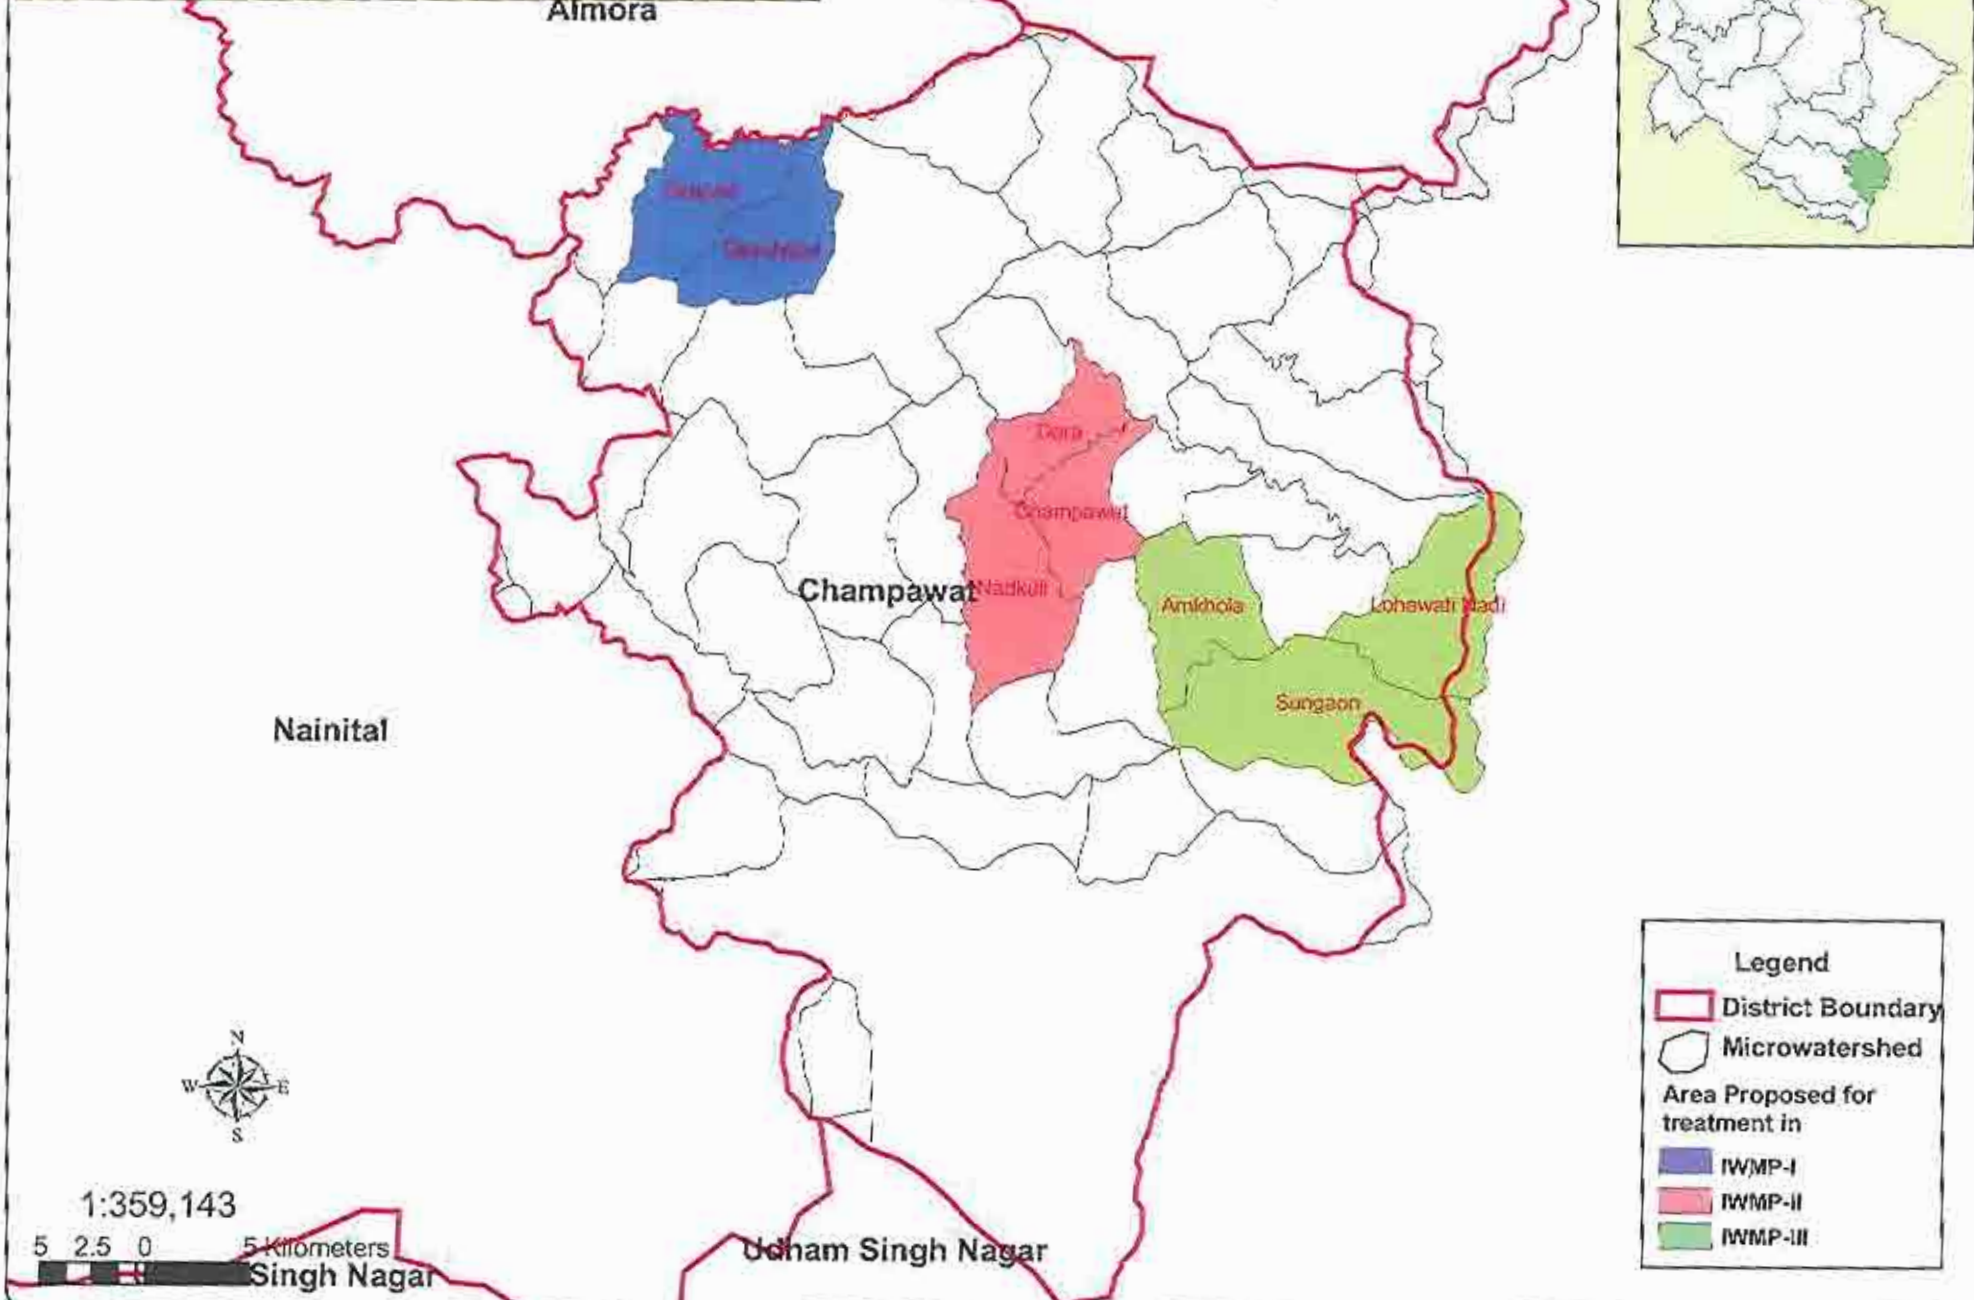 Almora
Dora
Champawat
Champawat
Nadkuli
Amkhola
Lohawati Nadi
Sungaon
Nainital
N
W
E
S
1:359,143
5 2.5 0 5 Kilometers
Singh Nagar
Udham Singh Nagar
Legend
District Boundary
Microwatershed
Area Proposed for
treatment in
IWMP-I
IWMP-II
IWMP-III